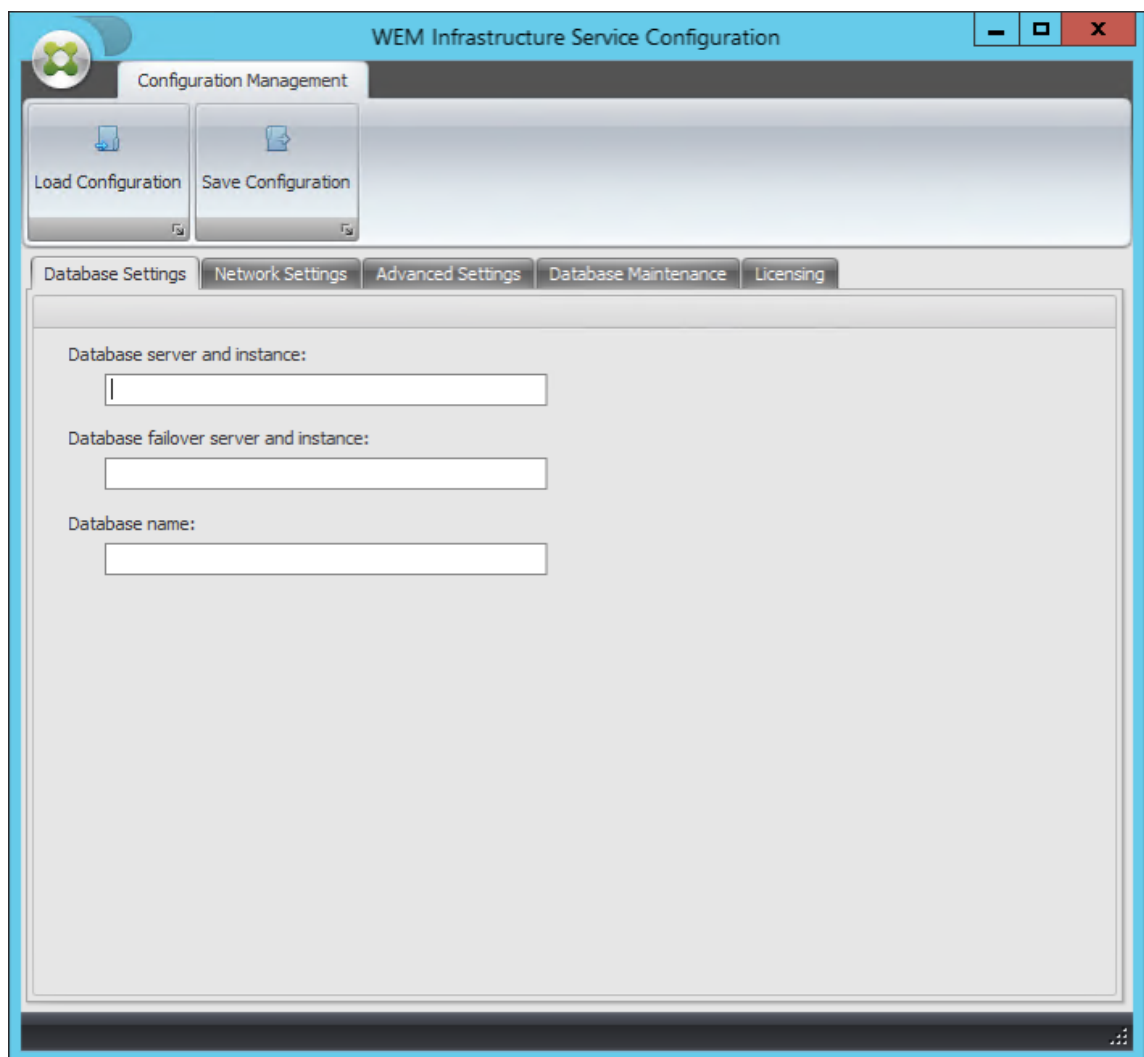 WEM Infrastructure Service Configuration
Configuration Management
Load Configuration
Save Configuration
Database Settings
Network Settings
Advanced Settings
Database Maintenance
Licensing
Database server and instance:
Database failover server and instance:
Database name: